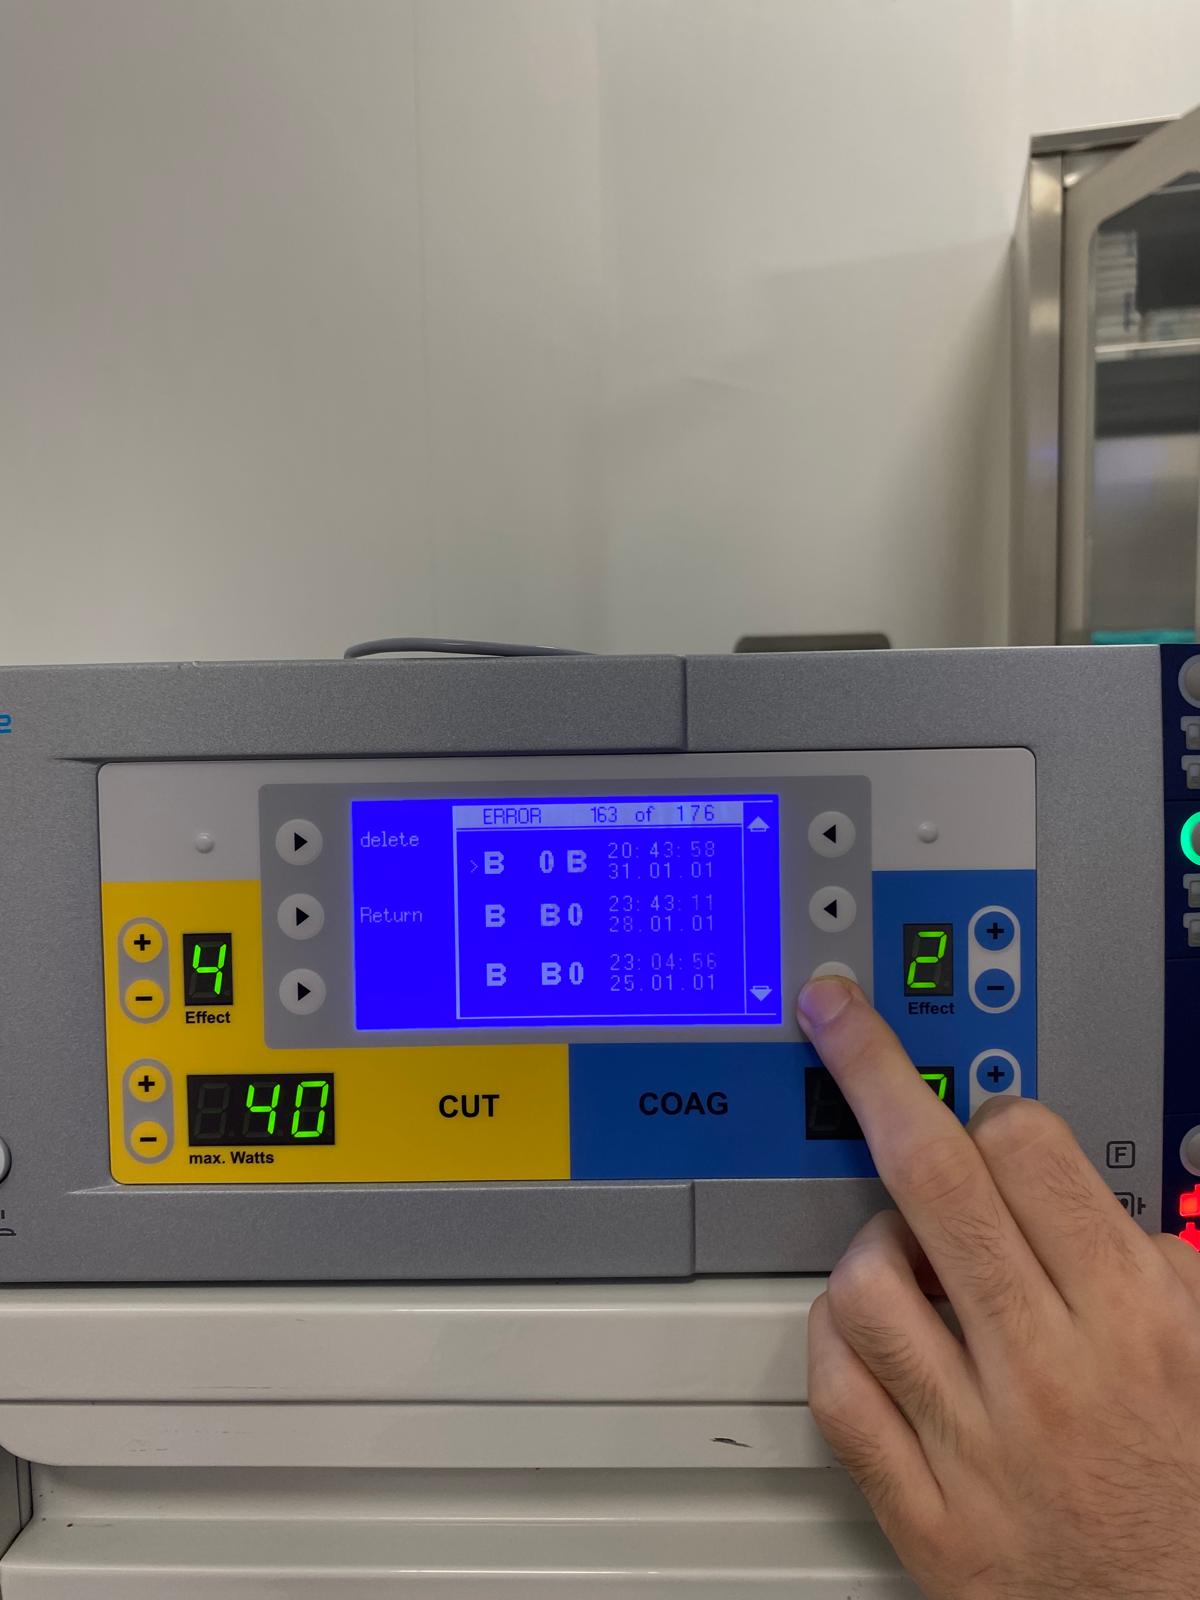 ERROR 163 of 176
delete
>B 0 B 20:43:58
31.01.01
Return
B B0 23:43:11
28.01.01
B B0 23:04:56
25.01.01
+
-
4
Effect
+
-
40
max. Watts
CUT
COAG
2
Effect
+
-
+
F